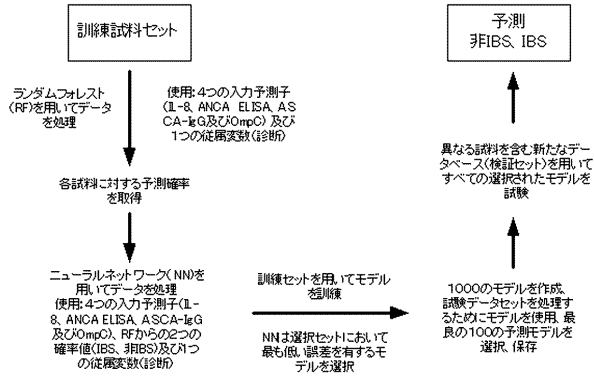 訓練試料セット
ランダムフォレスト
(RF)を用いてデータ
を処理
使用:4つの入力予測子
(IL-8、ANCA ELISA、AS
CA-IgG及びOmpC)及び
1つの従属変数(診断)
各試料に対する予測確率
を取得
ニューラルネットワーク(NN)を
用いてデータを処理
使用:4つの入力予測子(IL-
8、ANCA ELISA、ASCA-IgG
及びOmpC)、RFからの2つの
確率値(IBS、非IBS)及び1つ
の従属変数(診断)
訓練セットを用いてモデル
を訓練
NNは選択セットにおいて
最も低い誤差を有するモ
デルを選択
1000のモデルを作成、
試験データセットを処理す
るためにモデルを使用、最
良の100の予測モデルを
選択、保存
異なる試料を含む新たなデー
タベース(検証セット)を用いて
すべての選択されたモデルを
試験
予測
非IBS、IBS